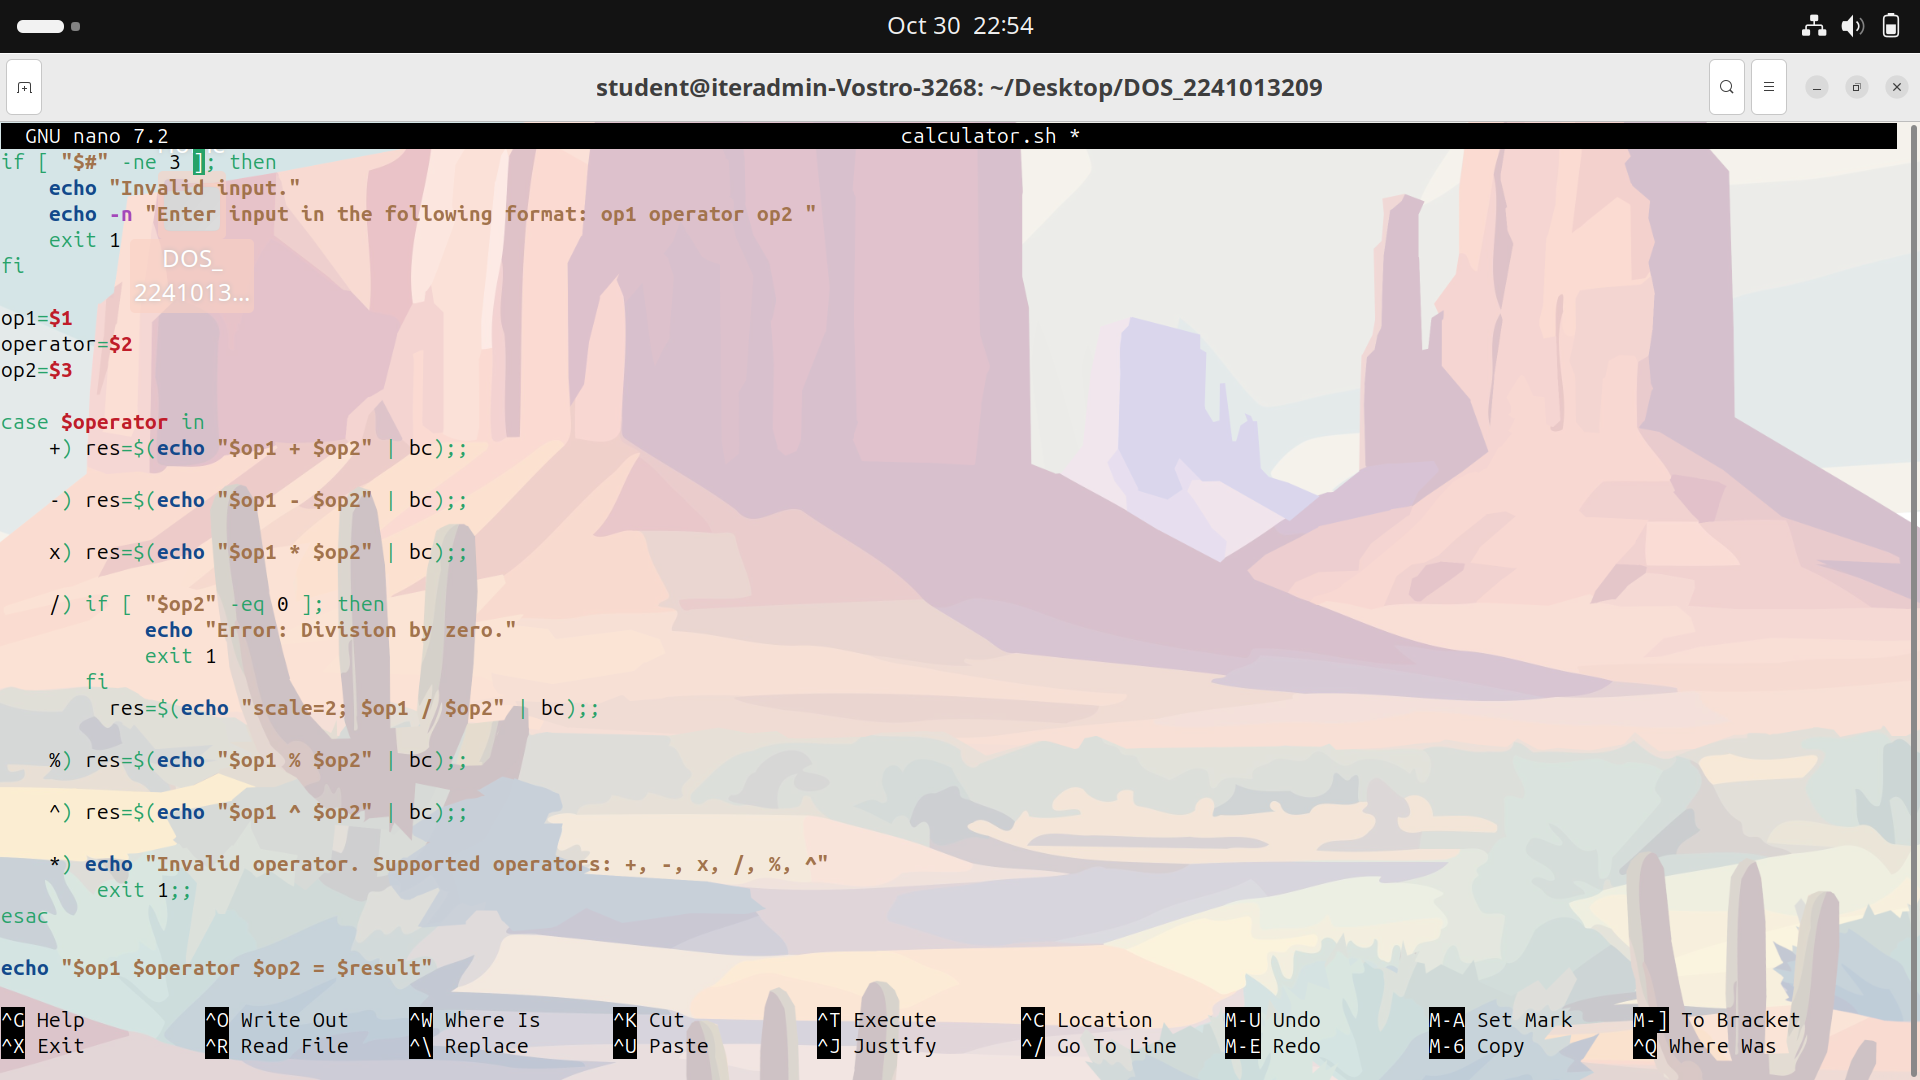 Oct 30 22:54
student@iteradmin-Vostro-3268: ~/Desktop/DOS_2241013209
GNU nano 7.2 calculator.sh *
if [ "$#" -ne 3 ]; then
    echo "Invalid input."
    echo -n "Enter input in the following format: op1 operator op2 "
    exit 1
fi
DOS_
2241013...
op1=$1
operator=$2
op2=$3
case $operator in
    +) res=$(echo "$op1 + $op2" | bc);;
    -) res=$(echo "$op1 - $op2" | bc);;
    x) res=$(echo "$op1 * $op2" | bc);;
    /) if [ "$op2" -eq 0 ]; then
            echo "Error: Division by zero."
            exit 1
       fi
         res=$(echo "scale=2; $op1 / $op2" | bc);;
    %) res=$(echo "$op1 % $op2" | bc);;
    ^) res=$(echo "$op1 ^ $op2" | bc);;
    *) echo "Invalid operator. Supported operators: +, -, x, /, %, ^"
        exit 1;;
esac
echo "$op1 $operator $op2 = $result"
^G Help ^O Write Out ^W Where Is ^K Cut ^T Execute ^C Location M-U Undo M-A Set Mark M-] To Bracket
^X Exit ^R Read File ^\ Replace ^U Paste ^J Justify ^/ Go To Line M-E Redo M-6 Copy ^Q Where Was